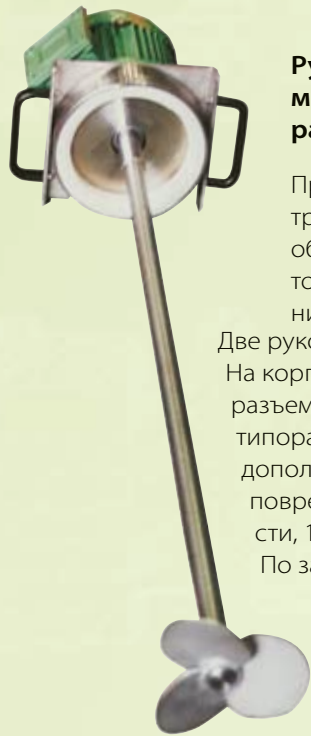 Ру
м
ра
Пр
тр
об
то
ни
Две руко
На корп
разъем
типора
допол
повре
сти, 1
По за